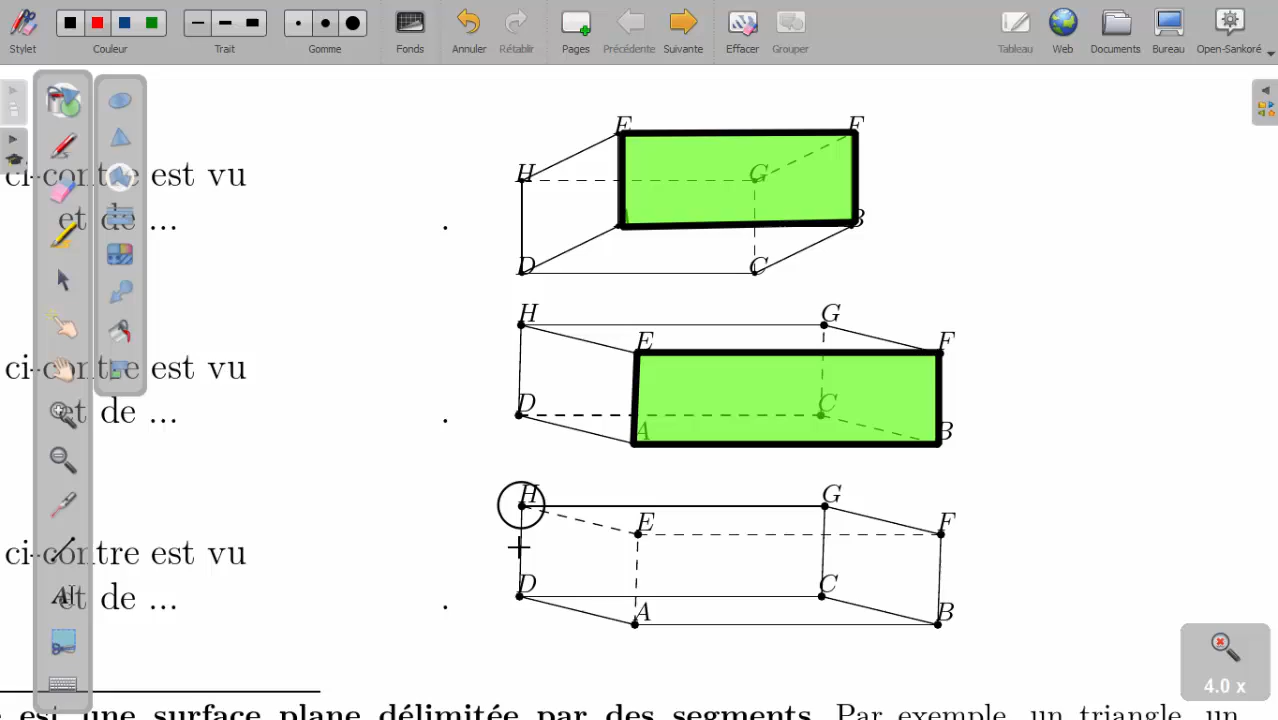 Stylet Couleur Trait Gomme Fonds Annuler Rétablir Pages Précédente Suivante Effacer Grouper Tableau Web Documents Bureau Open-Sankoré
E F
ci-contre est vu H G
et de ... . B
D C
H G
E F
ci-contre est vu
et de ... . D C
A B
H G
E F
ci-contre est vu
et de ... . D C
A B
4.0 x
est une surface plane délimitée par des segments. Par exemple, un triangle, un